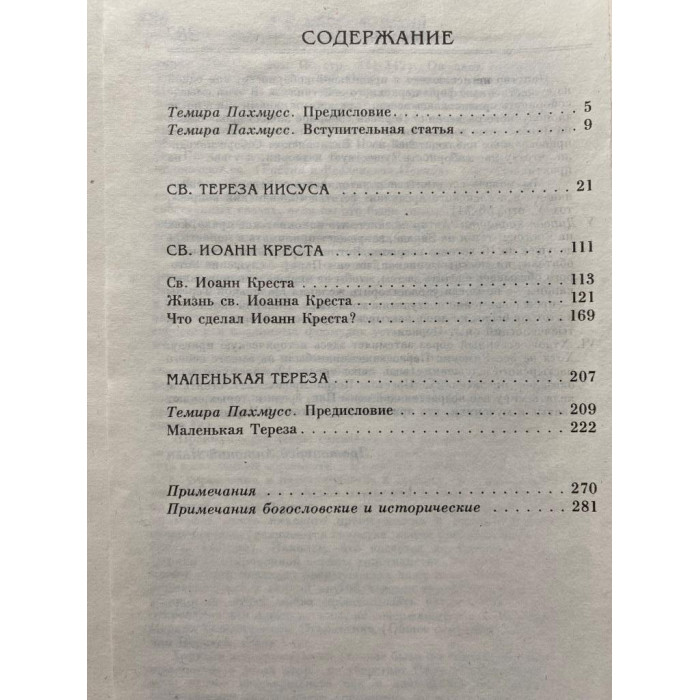 СОДЕРЖАНИЕ
Темира Пахмусс. Предисловие. . . . . . . . . . . . . . . . . . 5
Темира Пахмусс. Вступительная статья . . . . . . . . . . . 9
СВ. ТЕРЕЗА ИИСУСА . . . . . . . . . . . . . . . . . . . . . 21
СВ. ИОАНН КРЕСТА . . . . . . . . . . . . . . . . . . . . . 111
Св. Иоанн Креста . . . . . . . . . . . . . . . . . . . . . . . 113
Жизнь св. Иоанна Креста . . . . . . . . . . . . . . . . . . 121
Что сделал Иоанн Креста? . . . . . . . . . . . . . . . . . . 169
МАЛЕНЬКАЯ ТЕРЕЗА . . . . . . . . . . . . . . . . . . . . . 207
Темира Пахмусс. Предисловие . . . . . . . . . . . . . . . 209
Маленькая Тереза. . . . . . . . . . . . . . . . . . . . . . . 222
Примечания . . . . . . . . . . . . . . . . . . . . . . . . . . 270
Примечания богословские и исторические . . . . . . . 281